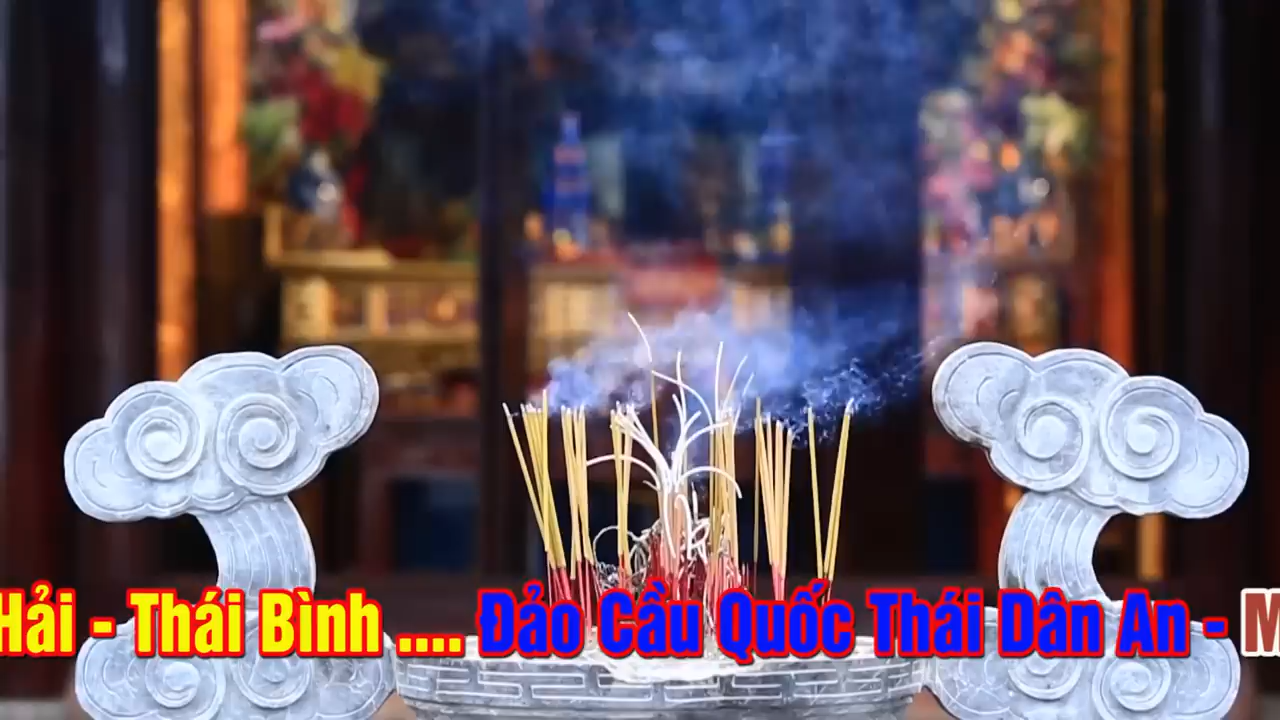 Hải - Thái Bình .... Đảo Cầu Quốc Thái Dân An -